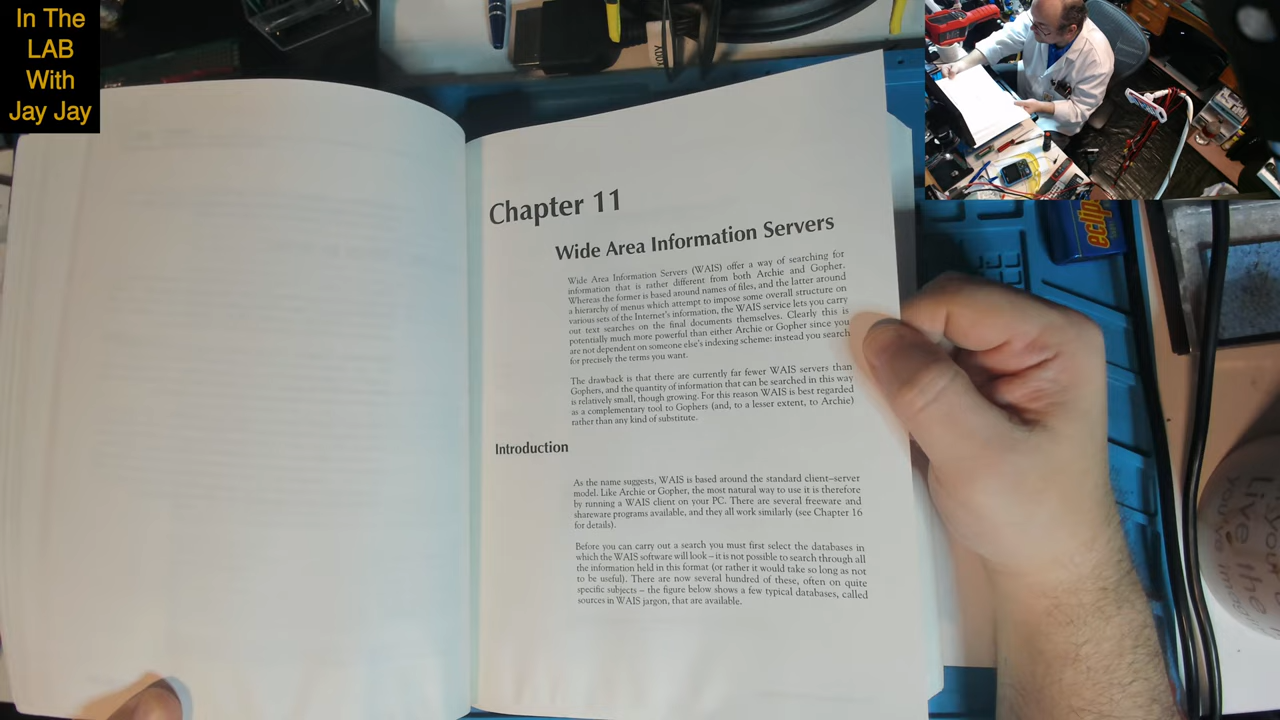 In The
LAB
With
Jay Jay
Chapter 11
Wide Area Information Servers
Wide Area Information Servers (WAIS) offer a way of searching for
information that is rather different from both Archie and Gopher.
Whereas the former is based around names of files, and the latter around
a hierarchy of menus which attempt to impose some overall structure on
various sets of the Internet's information, the WAIS service lets you carry
out text searches on the final documents themselves. Clearly this is
potentially much more powerful than either Archie or Gopher since you
are not dependent on someone else's indexing scheme: instead you search
for precisely the terms you want.
The drawback is that there are currently far fewer WAIS servers than
Gophers, and the quantity of information that can be searched in this way
is relatively small, though growing. For this reason WAIS is best regarded
as a complementary tool to Gophers (and, to a lesser extent, to Archie)
rather than any kind of substitute.
Introduction
As the name suggests, WAIS is based around the standard client–server
model. Like Archie or Gopher, the most natural way to use it is therefore
by running a WAIS client on your PC. There are several freeware and
shareware programs available, and they all work similarly (see Chapter 16
for details).
Before you can carry out a search you must first select the databases in
which the WAIS software will look – it is not possible to search through all
the information held in this format (or rather it would take so long as not
to be useful). There are now several hundred of these, often on quite
specific subjects – the figure below shows a few typical databases, called
sources in WAIS jargon, that are available.
SONY
eclip
Live
the